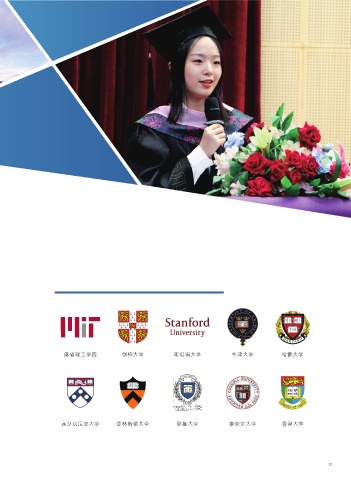 MIT
Stanford
University
麻省理工学院
剑桥大学
斯坦福大学
牛津大学
哈佛大学
宾夕法尼亚大学
普林斯顿大学
耶鲁大学
康奈尔大学
香港大学